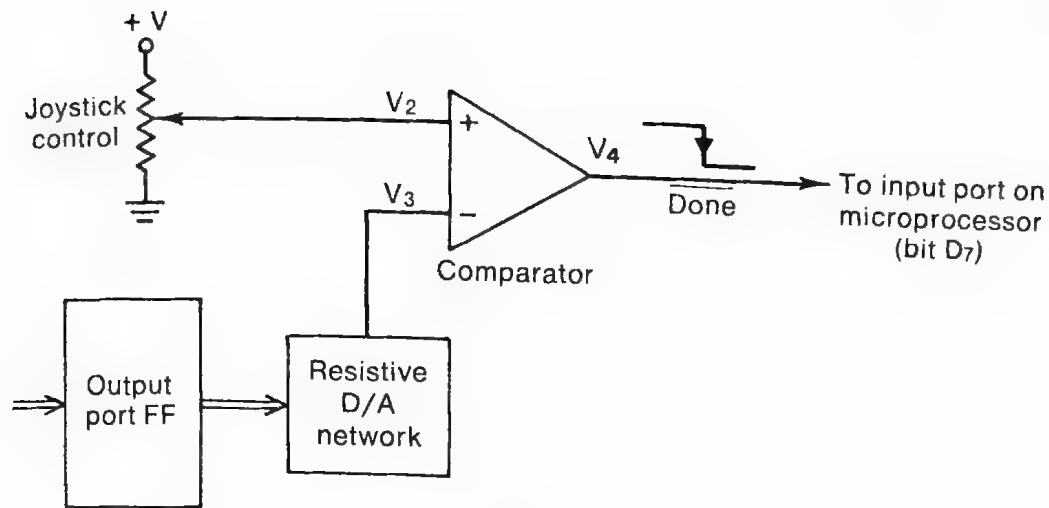 + V
Joystick
control
V2
+
V3
−
V4
Done
Comparator
To input port on
microprocessor
(bit D7)
Output
port FF
Resistive
D/A
network